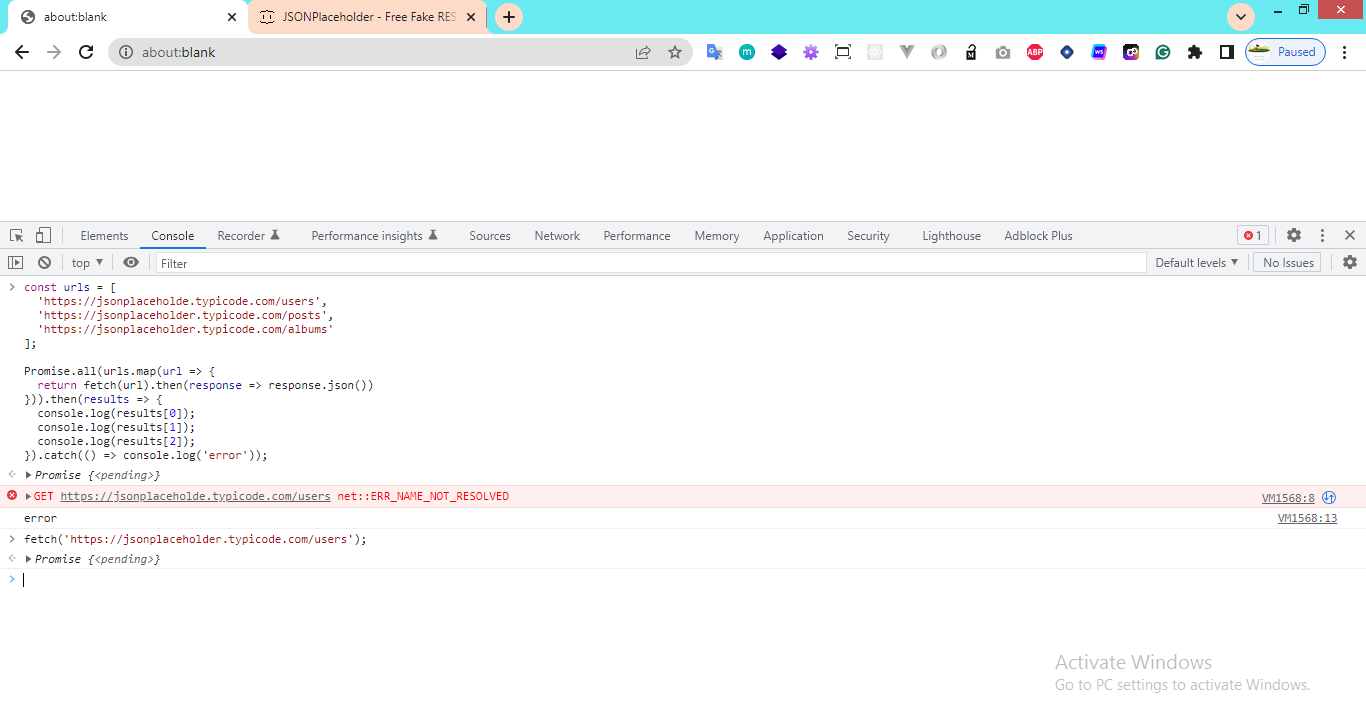 about:blank
JSONPlaceholder - Free Fake RES
about:blank
Paused
Elements Console Recorder Performance insights Sources Network Performance Memory Application Security Lighthouse Adblock Plus 1
top Filter Default levels No Issues
const urls = [
'https://jsonplaceholde.typicode.com/users',
'https://jsonplaceholder.typicode.com/posts',
'https://jsonplaceholder.typicode.com/albums'
];
Promise.all(urls.map(url => {
return fetch(url).then(response => response.json())
})).then(results => {
console.log(results[0]);
console.log(results[1]);
console.log(results[2]);
}).catch(() => console.log('error'));
Promise {<pending>}
GET https://jsonplaceholde.typicode.com/users net::ERR_NAME_NOT_RESOLVED VM1568:8
error VM1568:13
fetch('https://jsonplaceholder.typicode.com/users');
Promise {<pending>}
Activate Windows
Go to PC settings to activate Windows.